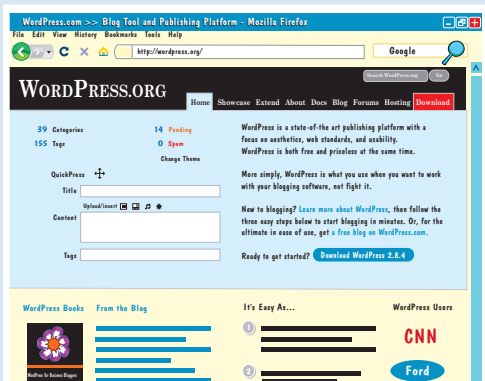 WordPress.com >> Blog Tool and Publishing Platform - Mozilla Firefox
File Edit View History Bookmarks Tools Help
http://wordpress.org/
Google
Search WordPress.org Go
WORDPRESS.ORG
Home Showcase Extend About Docs Blog Forums Hosting Download
39 Categories 14 Pending
155 Tags 0 Spam
Change Theme
QuickPress
Title
Upload/insert
Content
Tags
WordPress is a state-of-the art publishing platform with a
focus on aesthetics, web standards, and usability.
WordPress is both free and priceless at the same time.
More simply, WordPress is what you use when you want to work
with your blogging software, not fight it.
New to blogging? Learn more about WordPress, then follow the
three easy steps below to start blogging in minutes. Or, for the
ultimate in ease of use, get a free blog on WordPress.com.
Ready to get started? Download WordPress 2.8.4
WordPress Books From the Blog It's Easy As... WordPress Users
WordPress for Business Bloggers
1
2
CNN
Ford